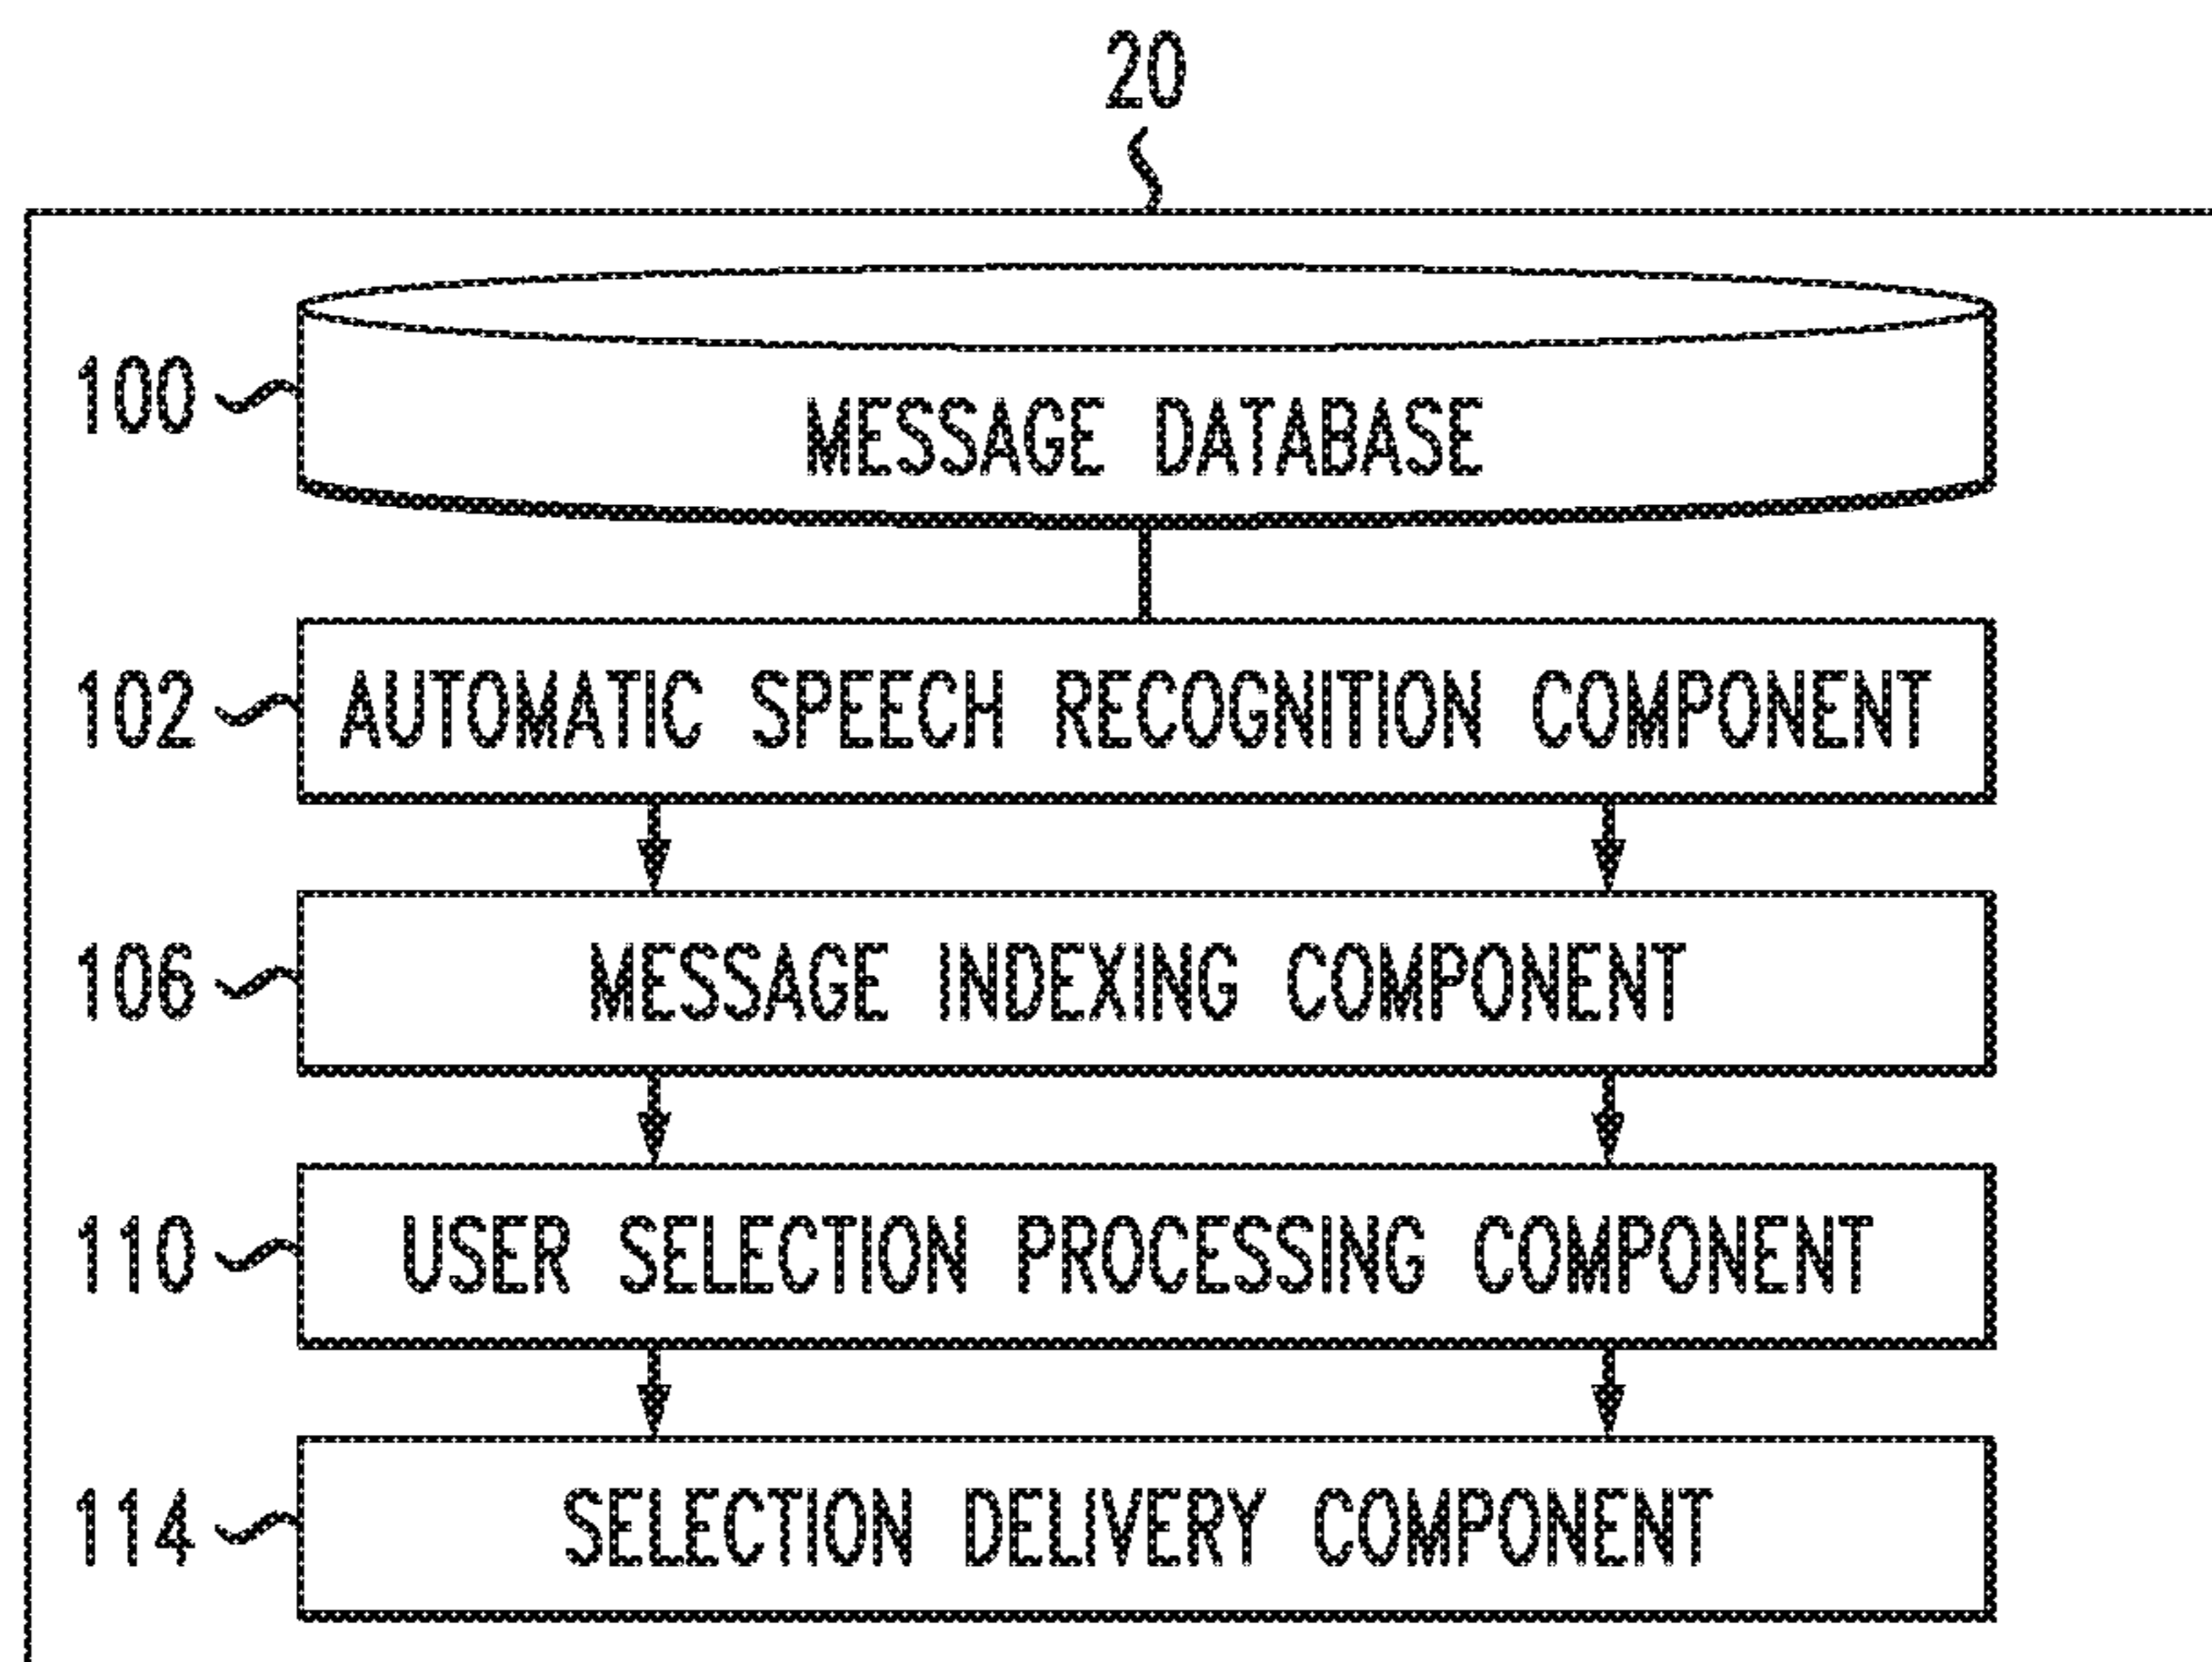 20
100 MESSAGE DATABASE
102 AUTOMATIC SPEECH RECOGNITION COMPONENT
106 MESSAGE INDEXING COMPONENT
110 USER SELECTION PROCESSING COMPONENT
114 SELECTION DELIVERY COMPONENT